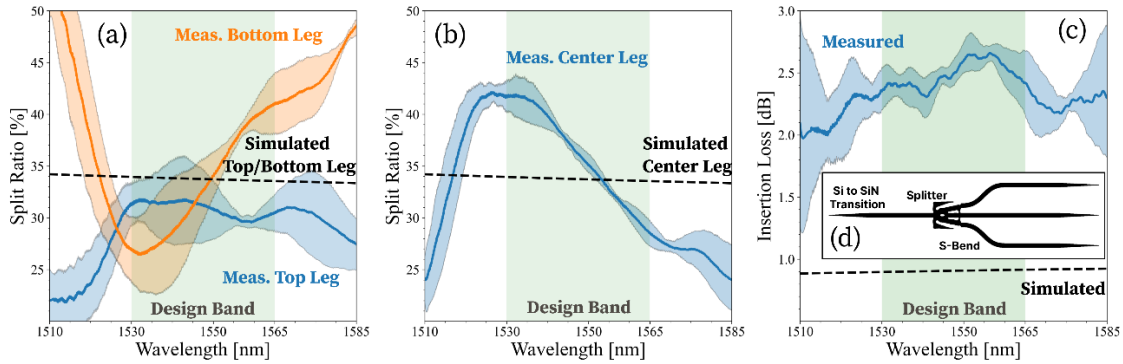 (a)
Meas. Bottom Leg
Simulated
Top/Bottom Leg
Meas. Top Leg
Design Band
Split Ratio [%]
50
45
40
35
30
25
1510
1530
1550
1565
1585
Wavelength [nm]
(b)
Meas. Center Leg
Simulated
Center Leg
Design Band
Split Ratio [%]
50
45
40
35
30
25
1510
1530
1550
1565
1585
Wavelength [nm]
(c)
Measured
Simulated
Design Band
Insertion Loss [dB]
3.0
2.5
2.0
1.5
1.0
1510
1530
1550
1565
1585
Wavelength [nm]
(d)
Si to SiN
Transition
Splitter
S-Bend